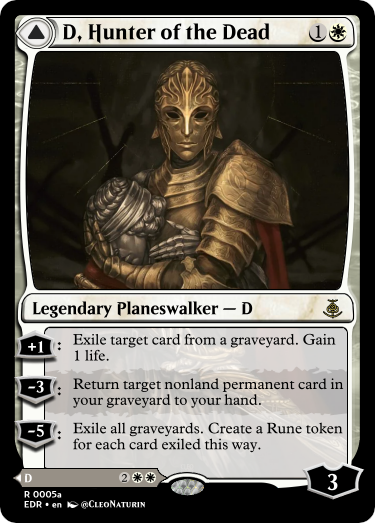 D, Hunter of the Dead 1
Legendary Planeswalker — D
+1: Exile target card from a graveyard. Gain
1 life.
-3: Return target nonland permanent card in
your graveyard to your hand.
-5: Exile all graveyards. Create a Rune token
for each card exiled this way.
D 2
3
R 0005a
EDR • en @CleoNaturin